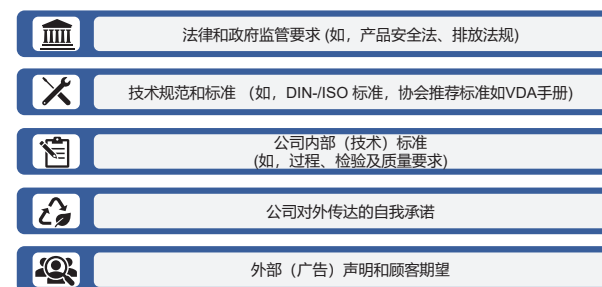 法律和政府监管要求 (如，产品安全法、排放法规)
技术规范和标准 （如，DIN-/ISO 标准，协会推荐标准如VDA手册)
公司内部（技术）标准
(如，过程、检验及质量要求)
公司对外传达的自我承诺
外部（广告）声明和顾客期望